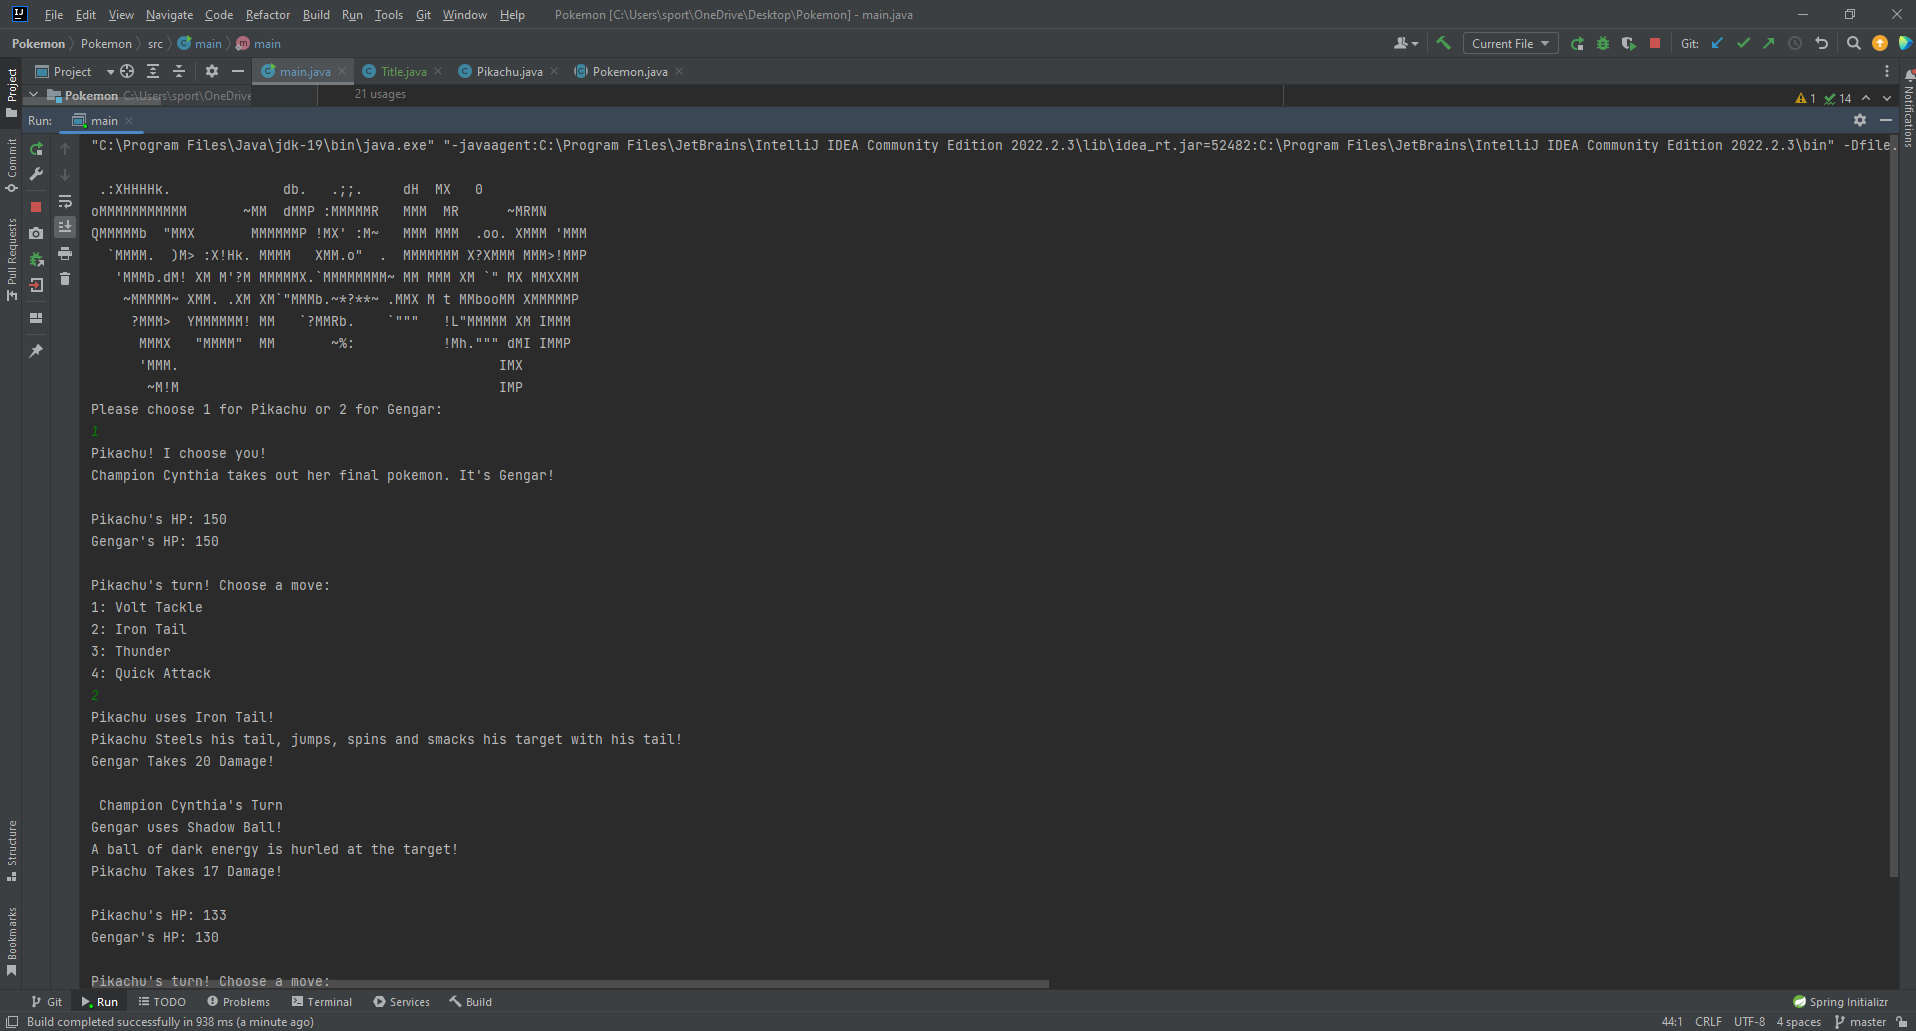 File Edit View Navigate Code Refactor Build Run Tools Git Window Help Pokemon [C:\Users\sport\OneDrive\Desktop\Pokemon] - main.java
Pokemon Pokemon src main main Current File Git:
Project main.java Title.java Pikachu.java Pokemon.java
Pokemon C:\Users\sport\OneDrive 21 usages 1 14
Run: main
"C:\Program Files\Java\jdk-19\bin\java.exe" "-javaagent:C:\Program Files\JetBrains\IntelliJ IDEA Community Edition 2022.2.3\lib\idea_rt.jar=52482:C:\Program Files\JetBrains\IntelliJ IDEA Community Edition 2022.2.3\bin" -Dfile.
 .:XHHHHk.              db.   .;;.     dH  MX   0
oMMMMMMMMMMM       ~MM  dMMP :MMMMMR   MMM  MR      ~MRMN
QMMMMMb  "MMX       MMMMMMP !MX' :M~   MMM MMM  .oo. XMMM 'MMM
  `MMMM.  )M> :X!Hk. MMMM   XMM.o"  .  MMMMMMM X?XMMM MMM>!MMP
   'MMMb.dM! XM M'?M MMMMMX.`MMMMMMMM~ MM MMM XM `" MX MMXXMM
    ~MMMMM~ XMM. .XM XM`"MMMb.~*?**~ .MMX M t MMbooMM XMMMMMP
     ?MMM>  YMMMMMM! MM   `?MMRb.    `"""   !L"MMMMM XM IMMM
      MMMX   "MMMM"  MM       ~%:           !Mh.""" dMI IMMP
      'MMM.                                        IMX
       ~M!M                                        IMP
Please choose 1 for Pikachu or 2 for Gengar:
1
Pikachu! I choose you!
Champion Cynthia takes out her final pokemon. It's Gengar!
Pikachu's HP: 150
Gengar's HP: 150
Pikachu's turn! Choose a move:
1: Volt Tackle
2: Iron Tail
3: Thunder
4: Quick Attack
2
Pikachu uses Iron Tail!
Pikachu Steels his tail, jumps, spins and smacks his target with his tail!
Gengar Takes 20 Damage!
 Champion Cynthia's Turn
Gengar uses Shadow Ball!
A ball of dark energy is hurled at the target!
Pikachu Takes 17 Damage!
Pikachu's HP: 133
Gengar's HP: 130
Pikachu's turn! Choose a move:
Project
Commit
Pull Requests
Structure
Bookmarks
Notifications
Git Run TODO Problems Terminal Services Build Spring Initializr
Build completed successfully in 938 ms (a minute ago) 44:1 CRLF UTF-8 4 spaces master